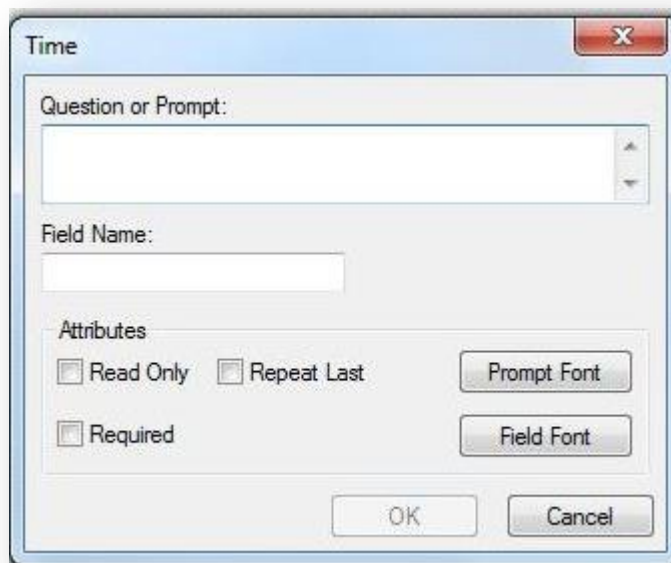 Time
Question or Prompt:
Field Name:
Attributes
Read Only Repeat Last Prompt Font
Required Field Font
OK Cancel